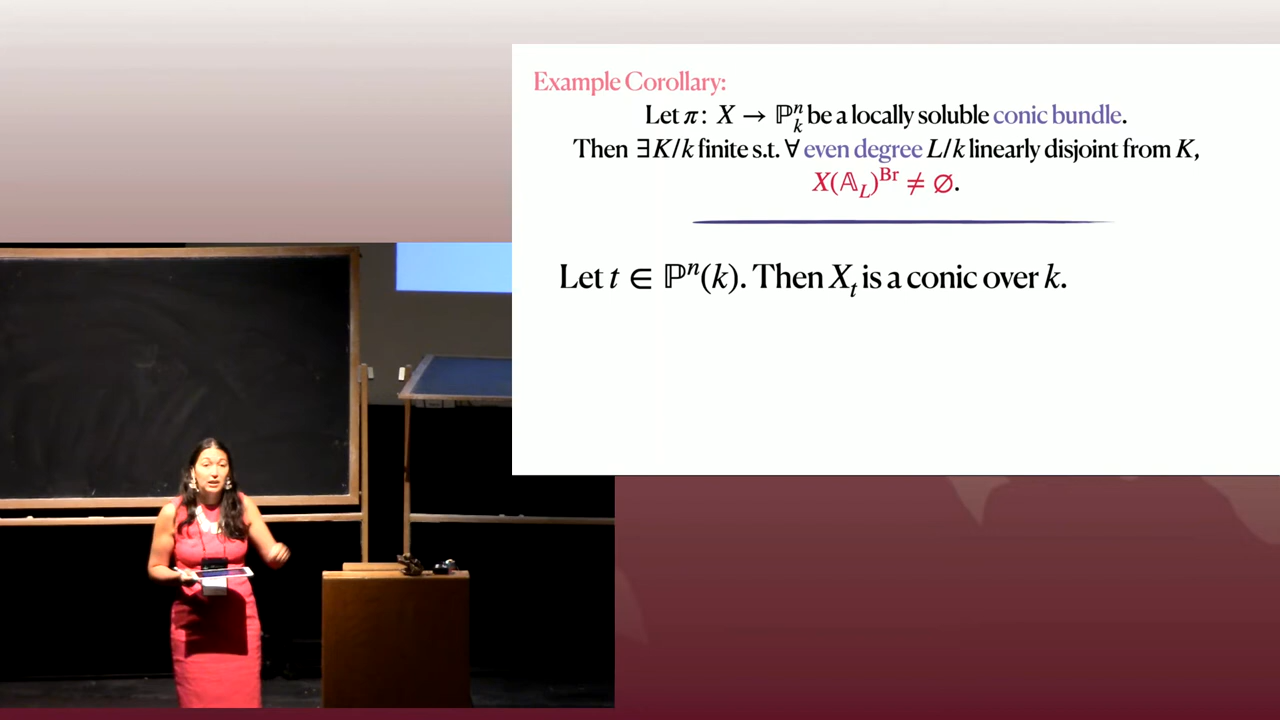 Example Corollary:
Let π: X → ℙⁿₖ be a locally soluble conic bundle.
Then ∃K/k finite s.t. ∀ even degree L/k linearly disjoint from K,
X(𝔸_L)^Br ≠ ∅.
Let t ∈ ℙⁿ(k). Then X_t is a conic over k.